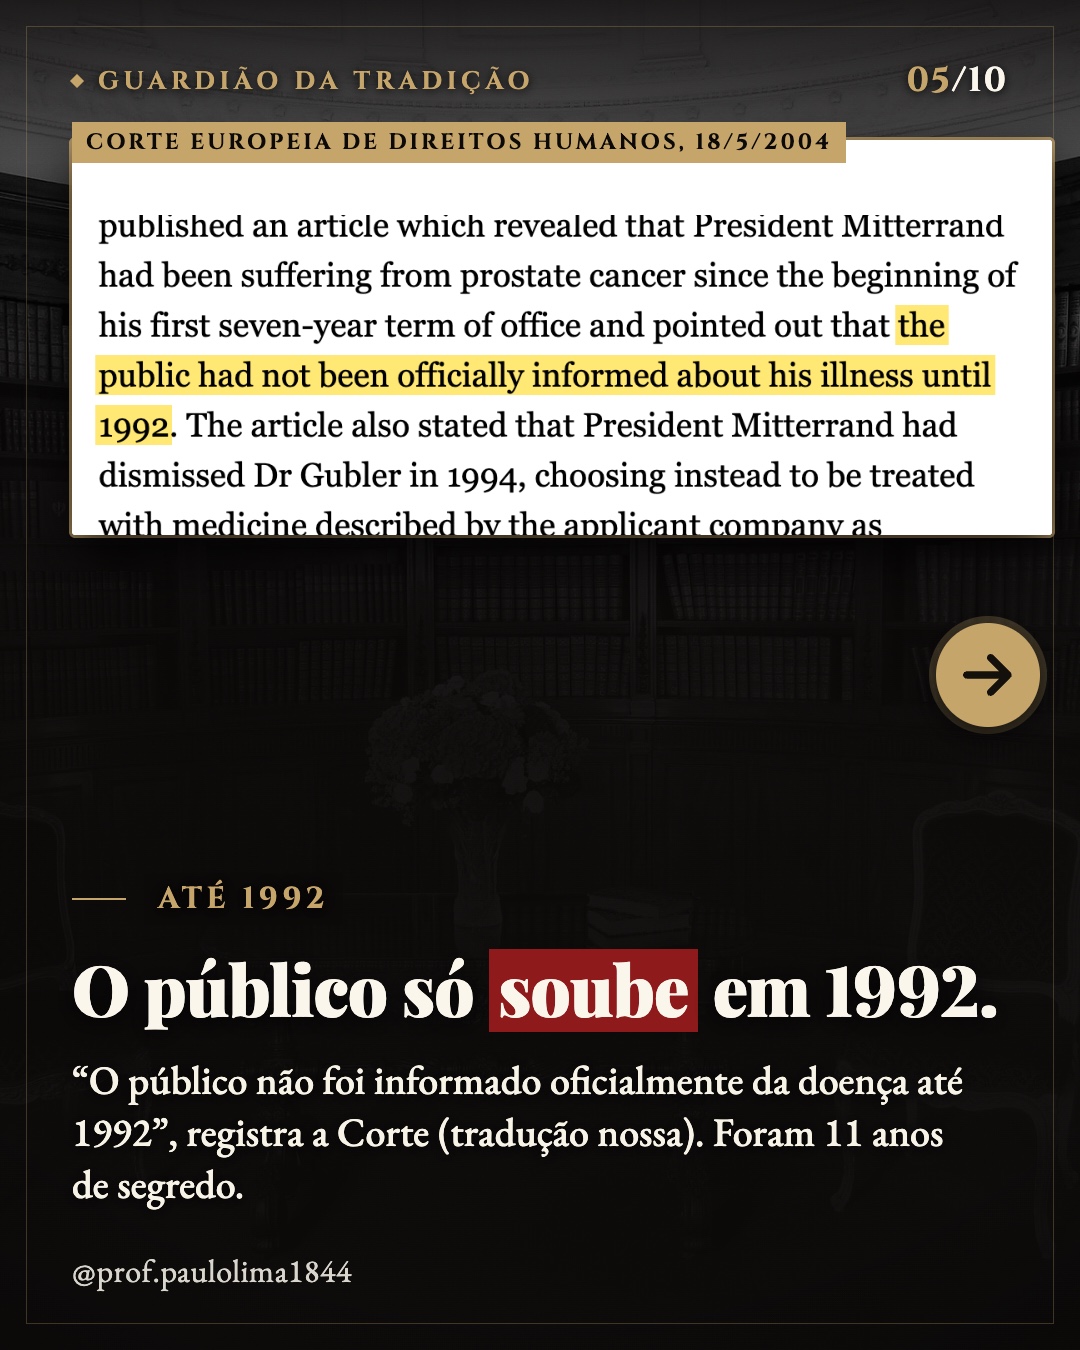 GUARDIÃO DA TRADIÇÃO
05/10
CORTE EUROPEIA DE DIREITOS HUMANOS, 18/5/2004
published an article which revealed that President Mitterrand
had been suffering from prostate cancer since the beginning of
his first seven-year term of office and pointed out that the
public had not been officially informed about his illness until
1992. The article also stated that President Mitterrand had
dismissed Dr Gubler in 1994, choosing instead to be treated
with medicine described by the applicant company as
ATÉ 1992
O público só soube em 1992.
“O público não foi informado oficialmente da doença até
1992”, registra a Corte (tradução nossa). Foram 11 anos
de segredo.
@prof.paulolima1844